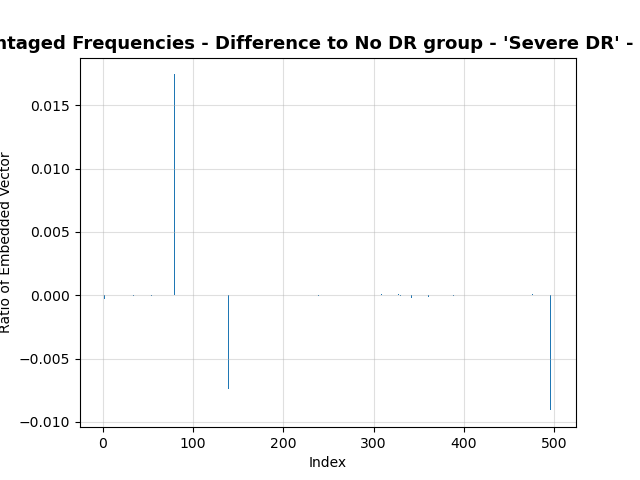 ntaged Frequencies - Difference to No DR group - 'Severe DR' -
Ratio of Embedded Vector
0.015
0.010
0.005
0.000
−0.005
−0.010
0 100 200 300 400 500
Index